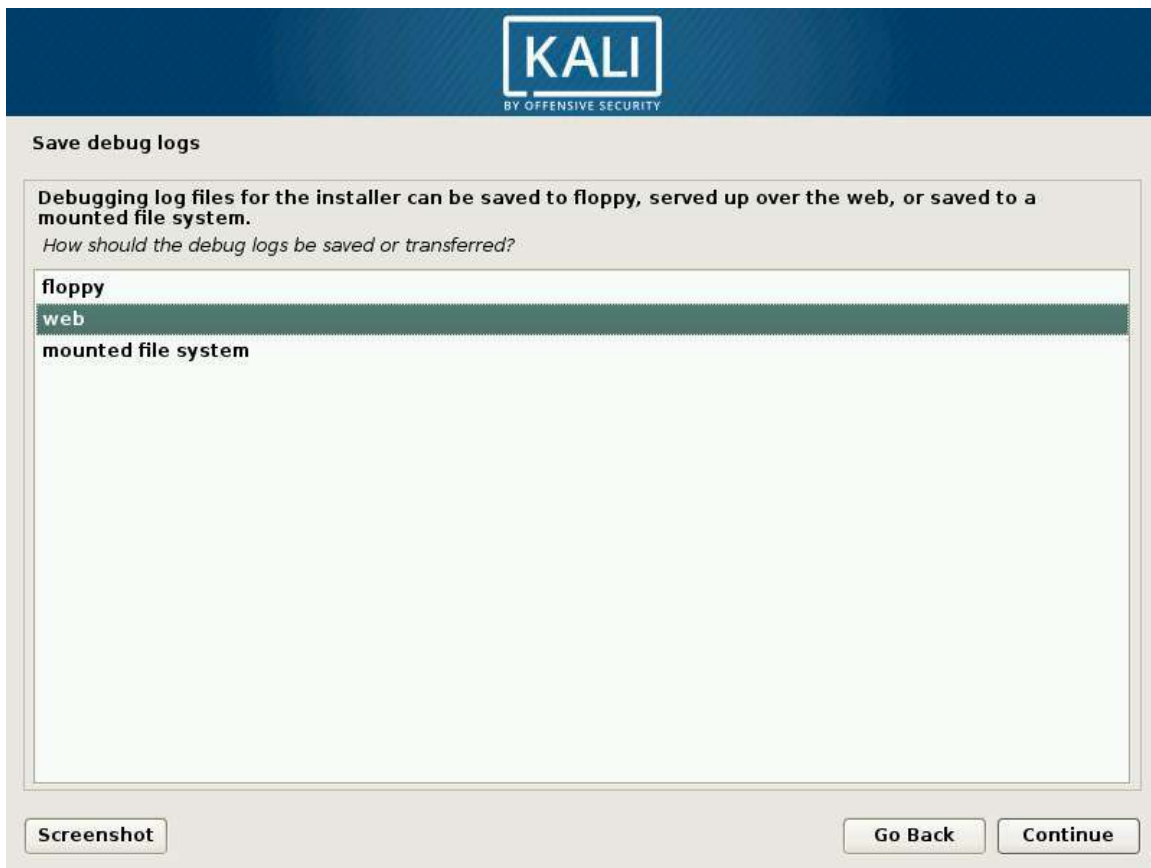 KALI
BY OFFENSIVE SECURITY
Save debug logs
Debugging log files for the installer can be saved to floppy, served up over the web, or saved to a
mounted file system.
How should the debug logs be saved or transferred?
floppy
web
mounted file system
Screenshot
Go Back
Continue